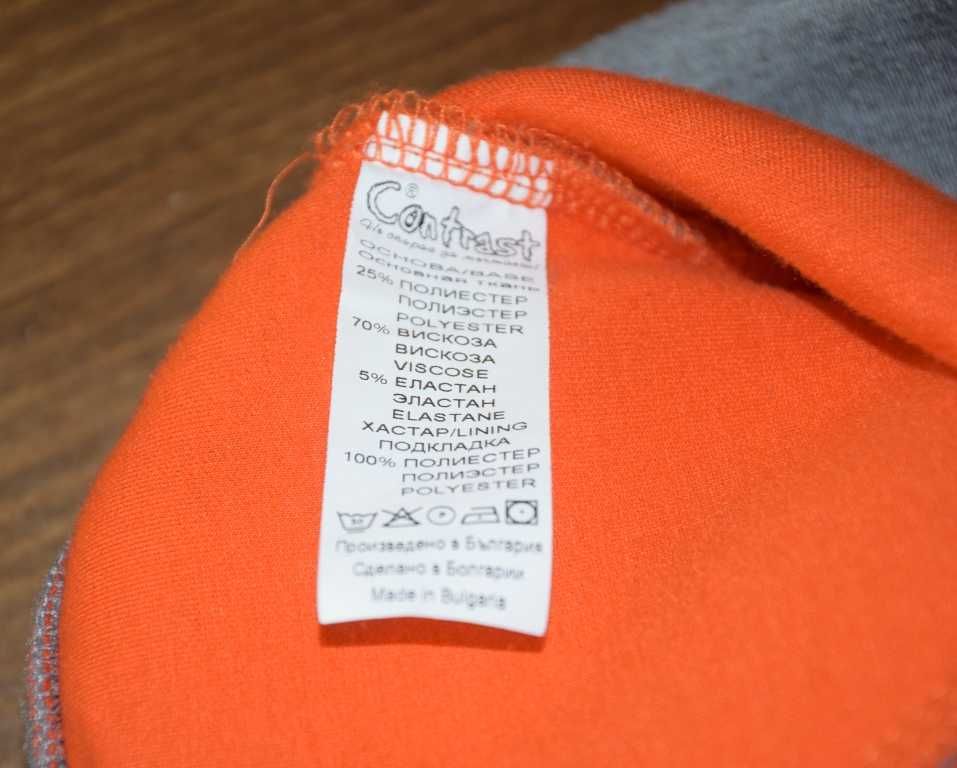 Contrast®
ОСНОВА/BASE
Основная ткань
25% ПОЛИЕСТЕР
ПОЛИЭСТЕР
POLYESTER
70% ВИСКОЗА
ВИСКОЗА
VISCOSE
5% ЕЛАСТАН
ЭЛАСТАН
ELASTANE
ХАСТАР/LINING
ПОДКЛАДКА
100% ПОЛИЕСТЕР
ПОЛИЭСТЕР
POLYESTER
30 P
Произведено в България
Сделано в Болгарии
Made in Bulgaria